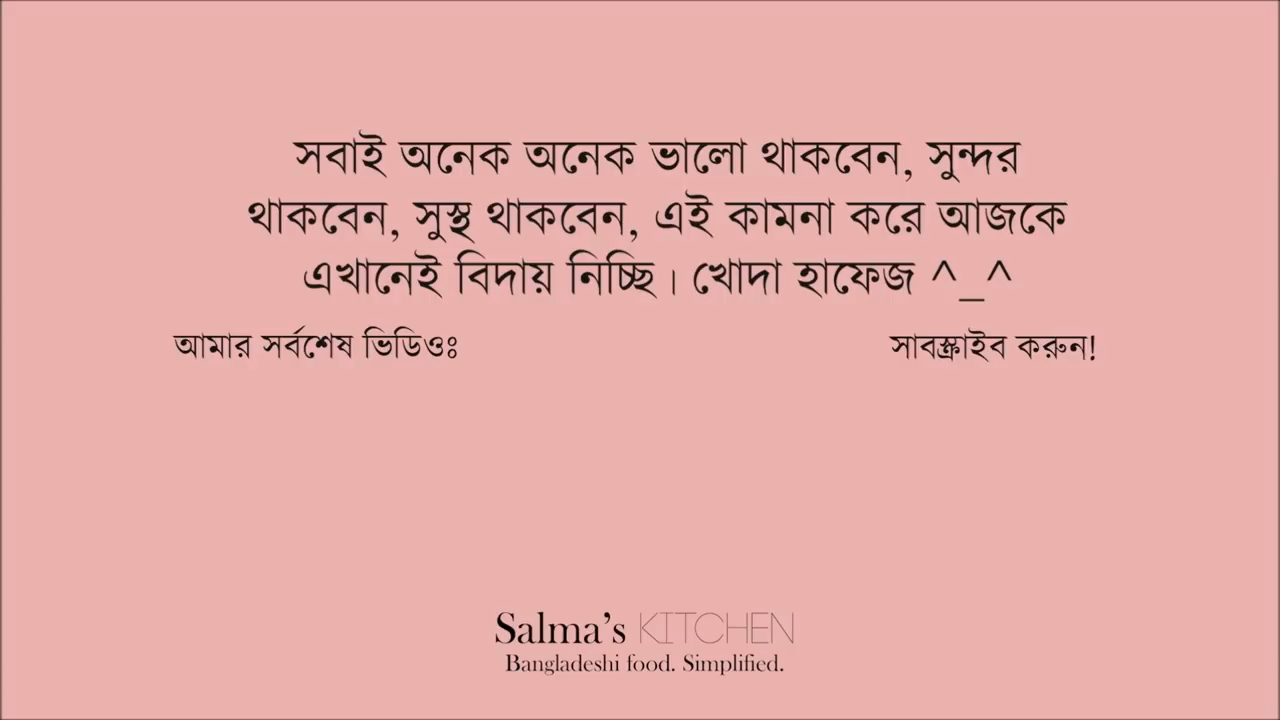 সবাই অনেক অনেক ভালো থাকবেন, সুন্দর
থাকবেন, সুস্থ থাকবেন, এই কামনা করে আজকে
এখানেই বিদায় নিচ্ছি। খোদা হাফেজ ^_^
আমার সর্বশেষ ভিডিওঃ
সাবস্ক্রাইব করুন!
Salma's KITCHEN
Bangladeshi food. Simplified.